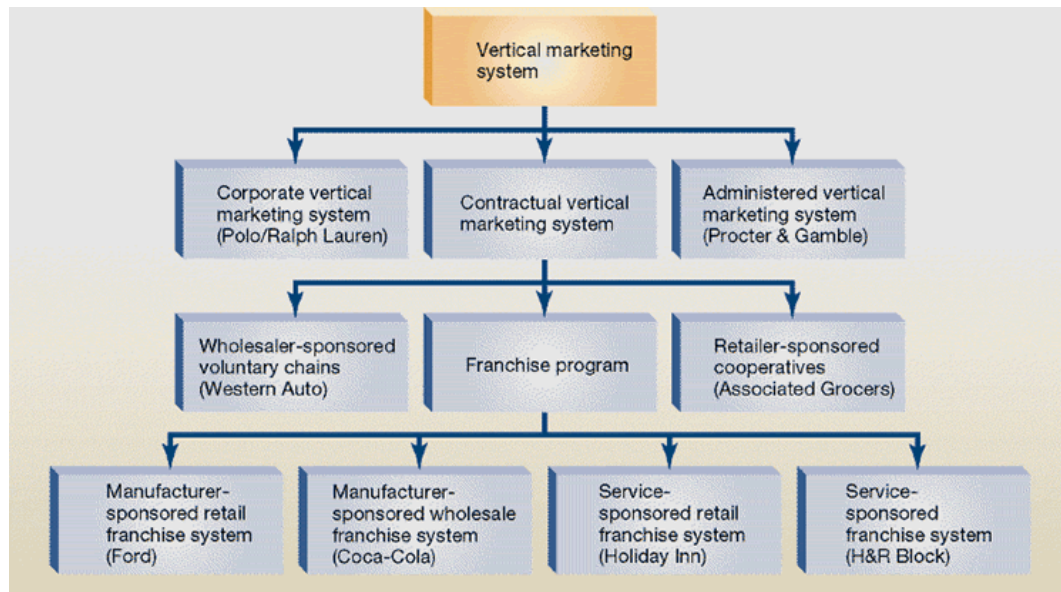 Vertical marketing
system
Corporate vertical
marketing system
(Polo/Ralph Lauren)
Contractual vertical
marketing system
Administered vertical
marketing system
(Procter & Gamble)
Wholesaler-sponsored
voluntary chains
(Western Auto)
Franchise program
Retailer-sponsored
cooperatives
(Associated Grocers)
Manufacturer-
sponsored retail
franchise system
(Ford)
Manufacturer-
sponsored wholesale
franchise system
(Coca-Cola)
Service-
sponsored retail
franchise system
(Holiday Inn)
Service-
sponsored
franchise system
(H&R Block)